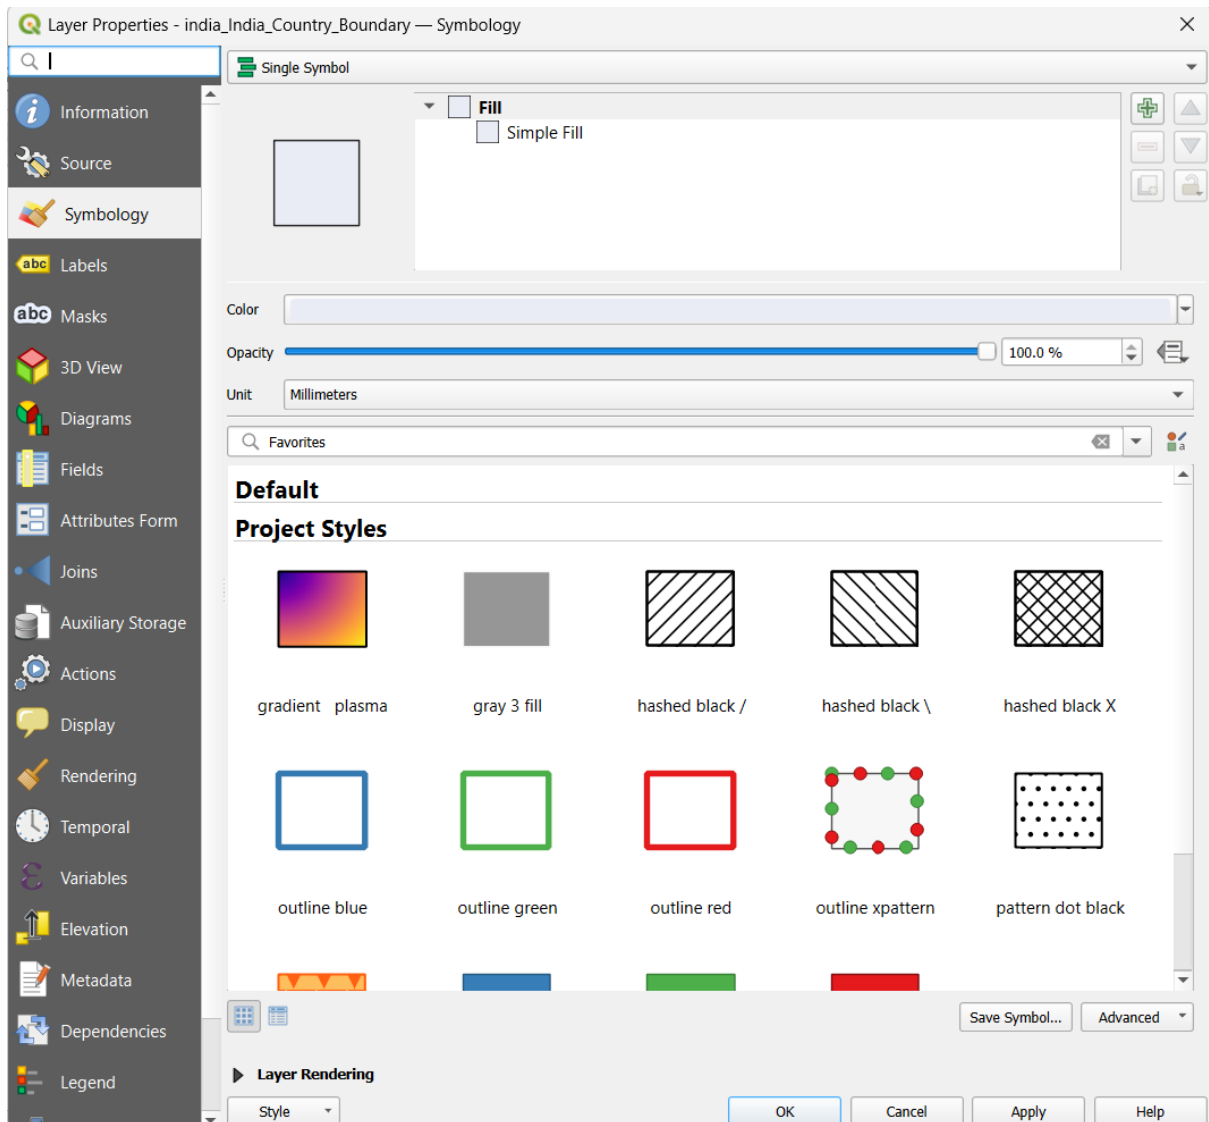 Layer Properties - india_India_Country_Boundary — Symbology
Single Symbol
Information
Source
Symbology
abc Labels
abc Masks
3D View
Diagrams
Fields
Attributes Form
Joins
Auxiliary Storage
Actions
Display
Rendering
Temporal
Variables
Elevation
Metadata
Dependencies
Legend
Fill
Simple Fill
Color
Opacity 100.0 %
Unit Millimeters
Favorites
Default
Project Styles
gradient plasma gray 3 fill hashed black / hashed black \ hashed black X
outline blue outline green outline red outline xpattern pattern dot black
Save Symbol... Advanced
Layer Rendering
Style OK Cancel Apply Help